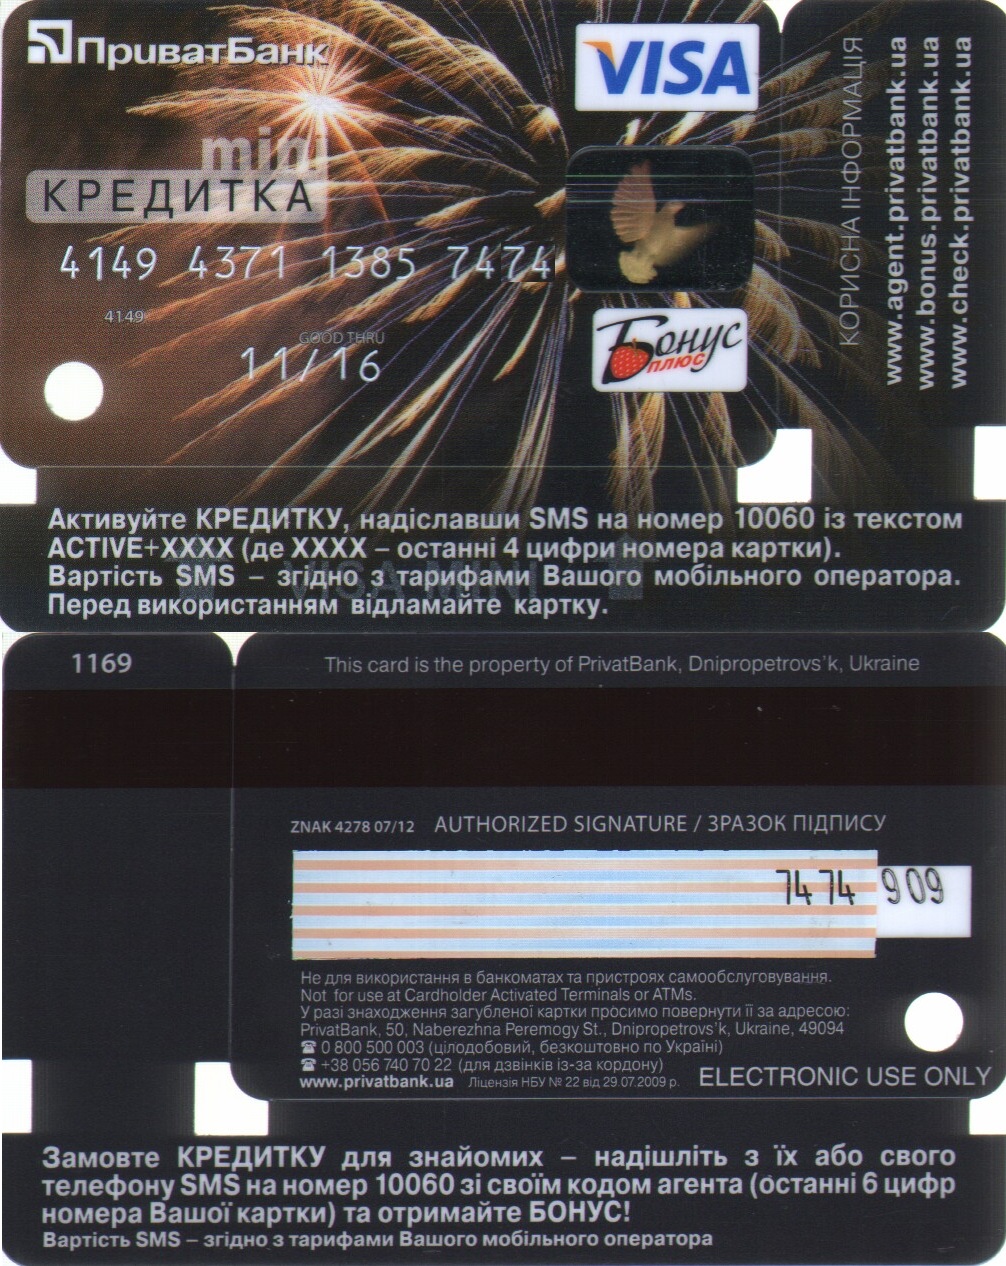 ПриватБанк
VISA
mini
КРЕДИТКА
4149 4371 1385 7474
4149
GOOD THRU
11/16
Бонус
плюс
КОРИСНА ІНФОРМАЦІЯ
www.agent.privatbank.ua
www.bonus.privatbank.ua
www.check.privatbank.ua
Активуйте КРЕДИТКУ, надіславши SMS на номер 10060 із текстом
ACTIVE+XXXX (де XXXX – останні 4 цифри номера картки).
Вартість SMS – згідно з тарифами Вашого мобільного оператора.
Перед використанням відламайте картку.
VISA MINI
1169
This card is the property of PrivatBank, Dnipropetrovs'k, Ukraine
ZNAK 4278 07/12 AUTHORIZED SIGNATURE / ЗРАЗОК ПІДПИСУ
7474 909
Не для використання в банкоматах та пристроях самообслуговування.
Not for use at Cardholder Activated Terminals or ATMs.
У разі знаходження загубленої картки просимо повернути її за адресою:
PrivatBank, 50, Naberezhna Peremogy St., Dnipropetrovs'k, Ukraine, 49094
☎ 0 800 500 003 (цілодобовий, безкоштовно по Україні)
☎ +38 056 740 70 22 (для дзвінків із-за кордону)
www.privatbank.ua Ліцензія НБУ № 22 від 29.07.2009 р. ELECTRONIC USE ONLY
Замовте КРЕДИТКУ для знайомих – надішліть з їх або свого
телефону SMS на номер 10060 зі своїм кодом агента (останні 6 цифр
номера Вашої картки) та отримайте БОНУС!
Вартість SMS – згідно з тарифами Вашого мобільного оператора